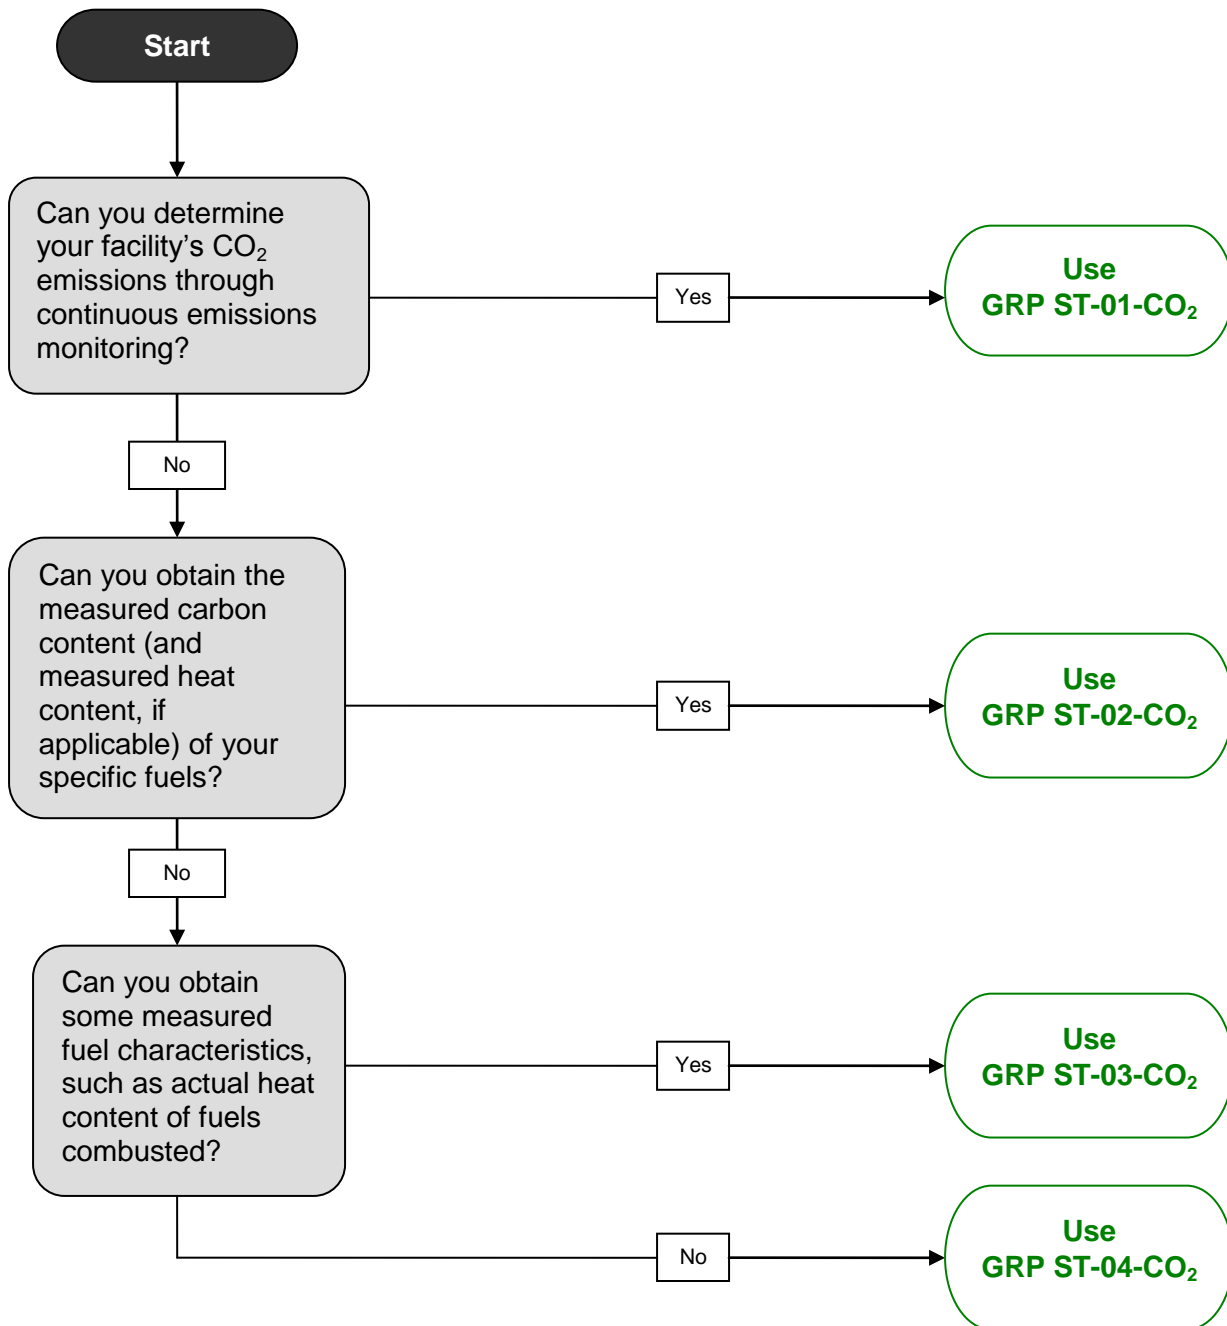 Start
Can you determine
your facility’s CO₂
emissions through
continuous emissions
monitoring?
Yes
Use
GRP ST-01-CO₂
No
Can you obtain the
measured carbon
content (and
measured heat
content, if
applicable) of your
specific fuels?
Yes
Use
GRP ST-02-CO₂
No
Can you obtain
some measured
fuel characteristics,
such as actual heat
content of fuels
combusted?
Yes
Use
GRP ST-03-CO₂
No
Use
GRP ST-04-CO₂